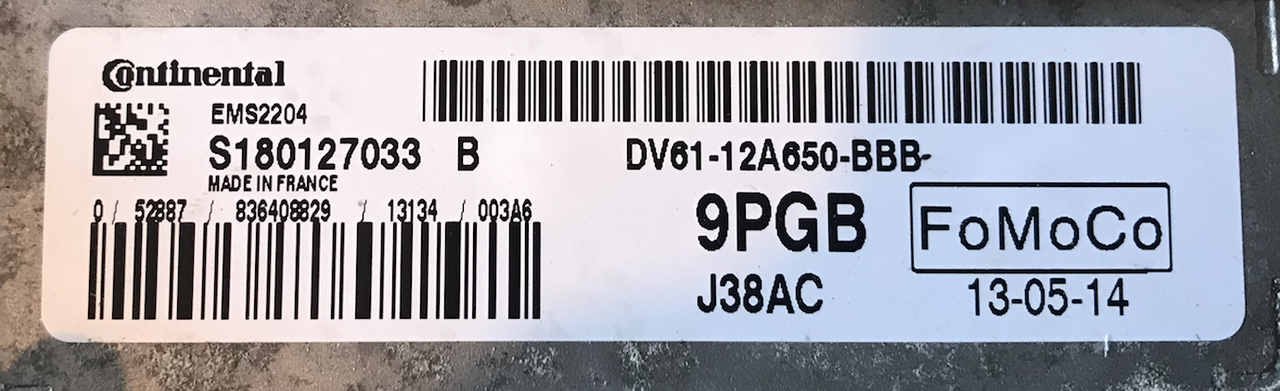 Continental
EMS2204
S180127033 B
MADE IN FRANCE
0 / 52887 / 836408829 / 13134 / 003A6
DV61-12A650-BBB-
9PGB
FoMoCo
J38AC
13-05-14